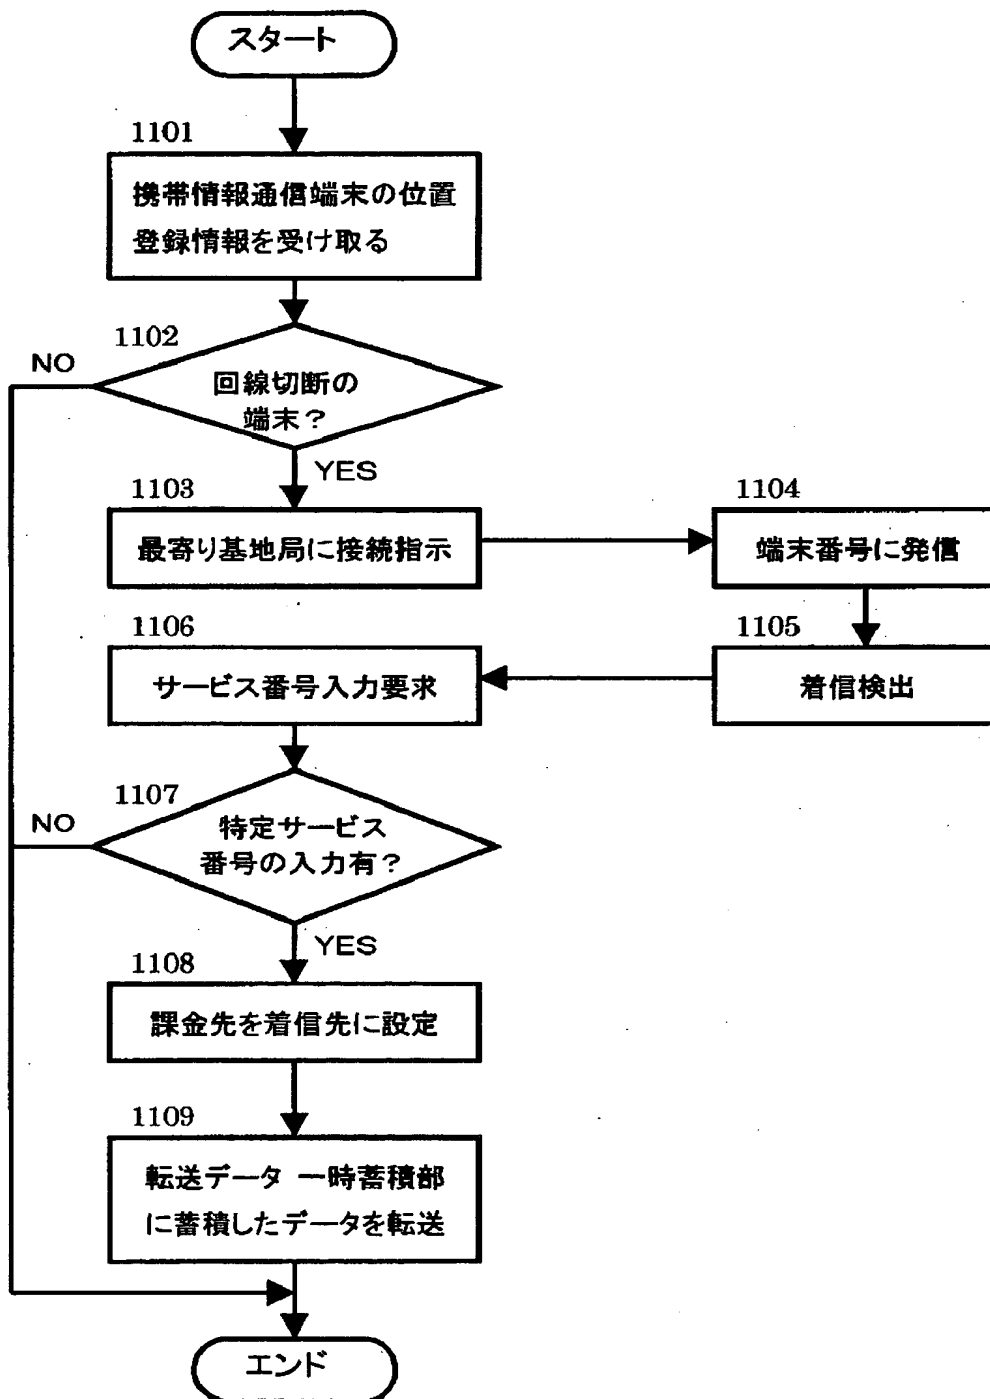 スタート
1101
携帯情報通信端末の位置
登録情報を受け取る
1102
NO
回線切断の
端末?
YES
1103
最寄り基地局に接続指示
1104
端末番号に発信
1105
着信検出
1106
サービス番号入力要求
1107
NO
特定サービス
番号の入力有?
YES
1108
課金先を着信先に設定
1109
転送データ 一時蓄積部
に蓄積したデータを転送
エンド